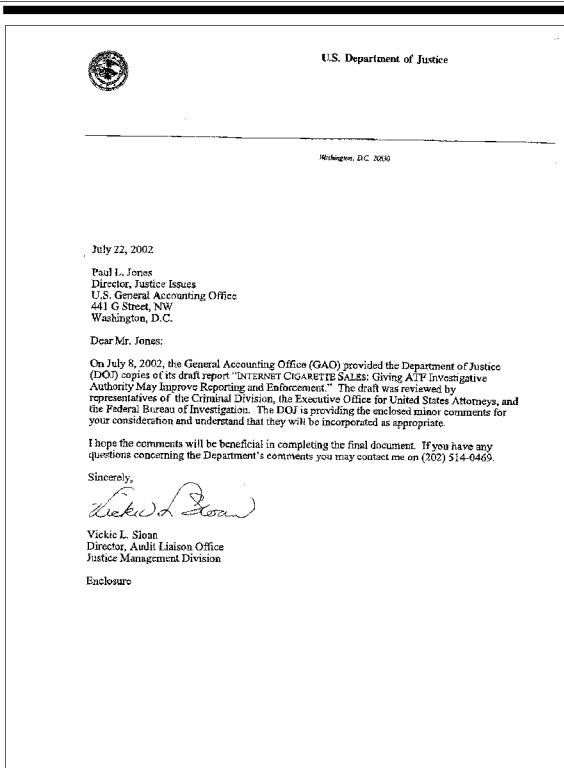 U.S. Department of Justice
Washington, D.C. 20530
July 22, 2002
Paul L. Jones
Director, Justice Issues
U.S. General Accounting Office
441 G Street, NW
Washington, D.C.
Dear Mr. Jones:
On July 8, 2002, the General Accounting Office (GAO) provided the Department of Justice
(DOJ) copies of its draft report "INTERNET CIGARETTE SALES: Giving ATF Investigative
Authority May Improve Reporting and Enforcement." The draft was reviewed by
representatives of the Criminal Division, the Executive Office for United States Attorneys, and
the Federal Bureau of Investigation. The DOJ is providing the enclosed minor comments for
your consideration and understand that they will be incorporated as appropriate.
I hope the comments will be beneficial in completing the final document. If you have any
questions concerning the Department's comments you may contact me on (202) 514-0469.
Sincerely,
Vickie L Sloan
Vickie L. Sloan
Director, Audit Liaison Office
Justice Management Division
Enclosure